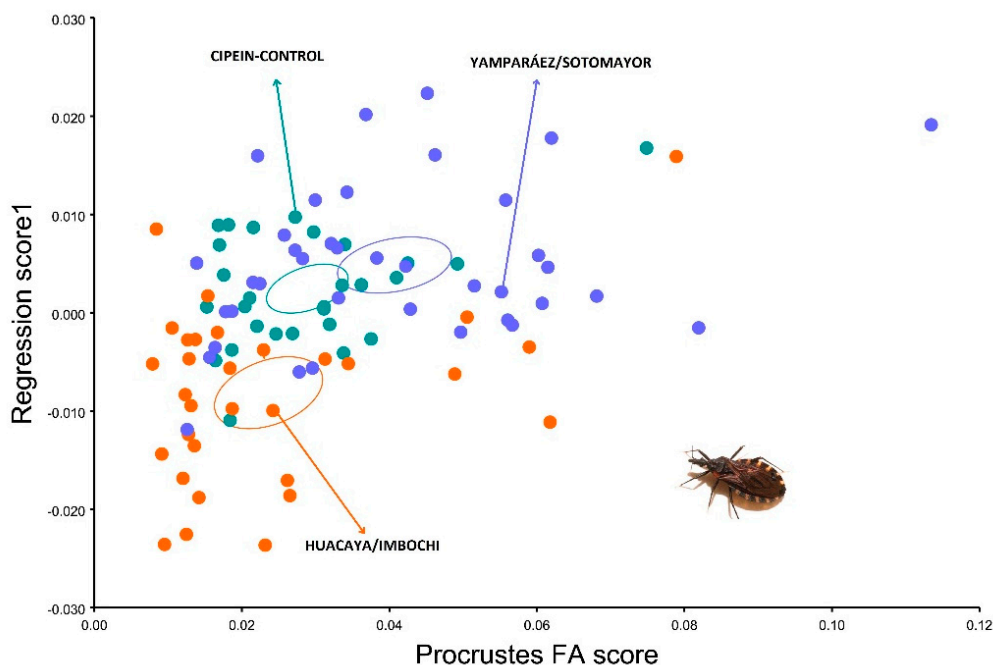 0.030
CIPEIN-CONTROL
YAMPARÁEZ/SOTOMAYOR
0.020
0.010
Regression score1
0.000
-0.010
-0.020
HUACAYA/IMBOCHI
-0.030
0.00 0.02 0.04 0.06 0.08 0.10 0.12
Procrustes FA score